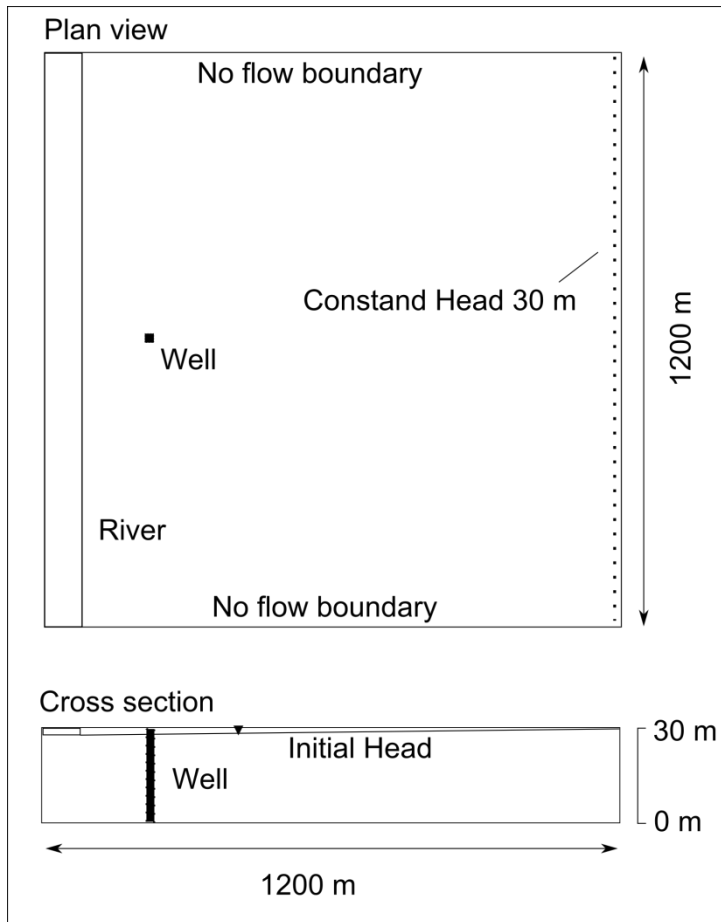 Plan view
No flow boundary
Constand Head 30 m
1200 m
Well
River
No flow boundary
Cross section
Initial Head
30 m
Well
0 m
1200 m